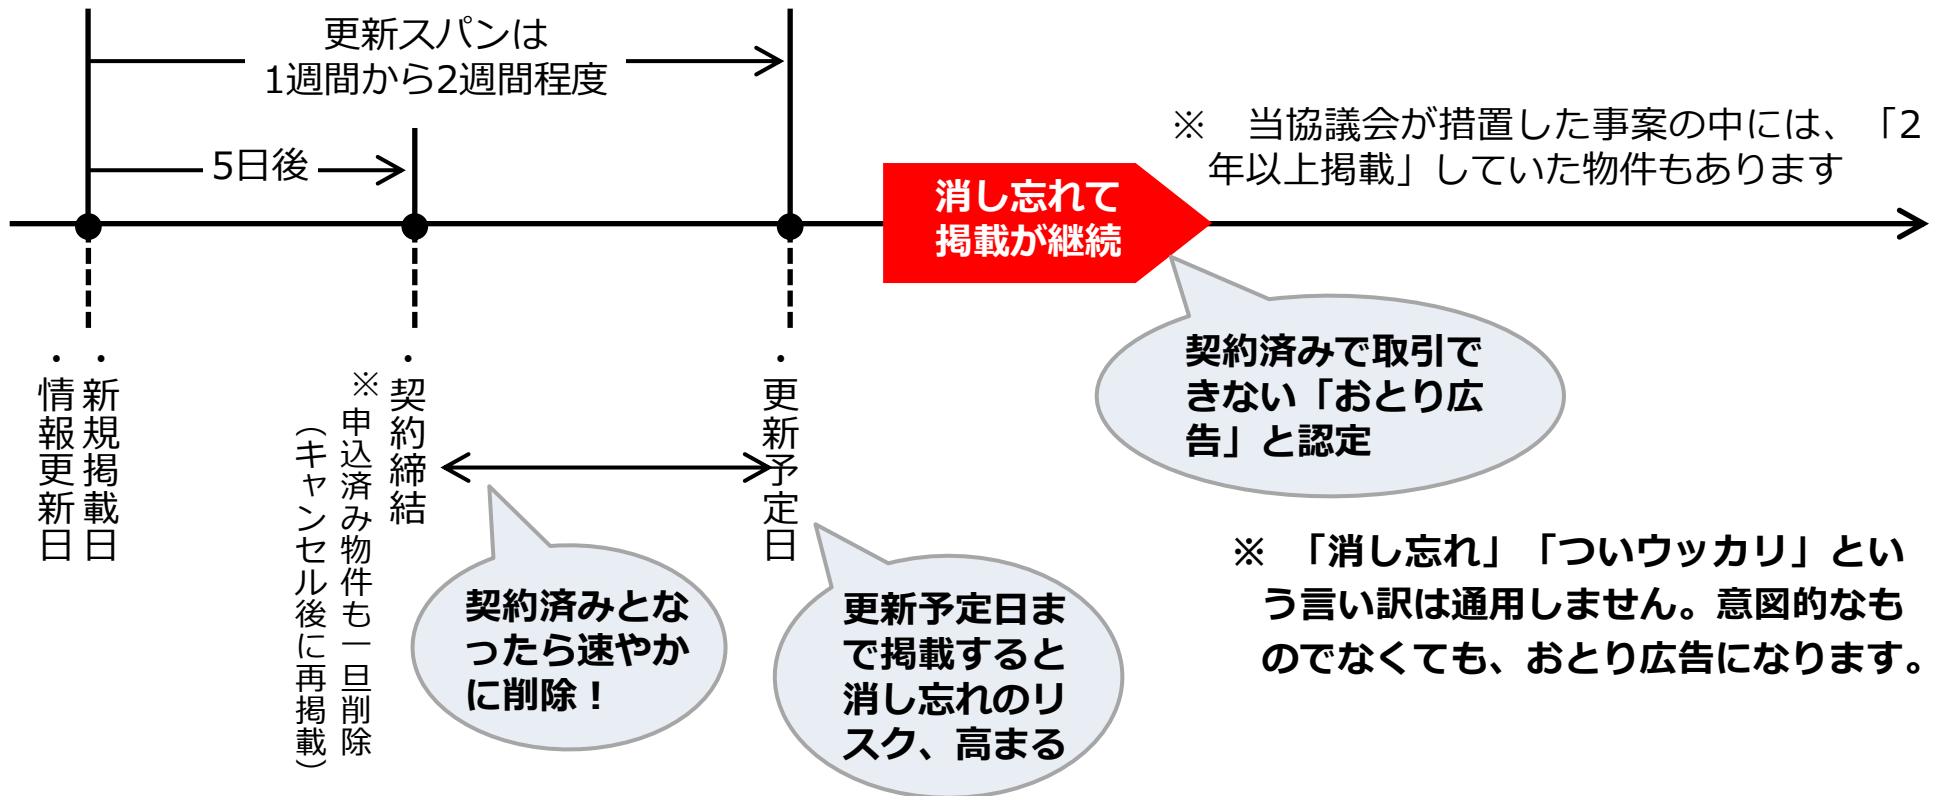 更新スパンは
1週間から2週間程度
5日後
※　当協議会が措置した事案の中には、「2
年以上掲載」していた物件もあります
消し忘れて
掲載が継続
契約済みで取引で
きない「おとり広
告」と認定
・新規掲載日
・情報更新日
・契約締結
※申込済み物件も一旦削除
（キャンセル後に再掲載）
・更新予定日
契約済みとな
ったら速やか
に削除！
更新予定日ま
で掲載すると
消し忘れのリ
スク、高まる
※　「消し忘れ」「ついウッカリ」とい
う言い訳は通用しません。意図的なも
のでなくても、おとり広告になります。